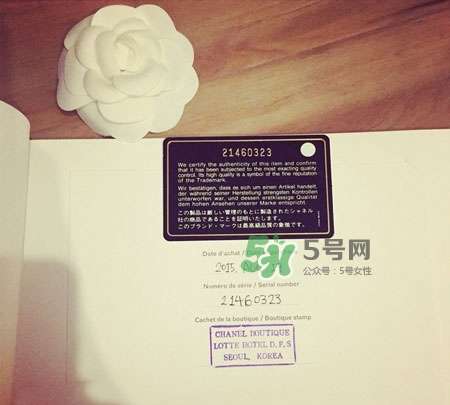 21460323
We certify the authenticity of this item and confirm
that it has been subjected to the most exacting quality
control. Its high quality is a symbol of the fine reputation
of the Trademark.
Wir bestätigen, dass es sich um einen Artikel handelt,
der während seiner Herstellung strengsten Kontrollen
unterworfen war, und dessen erstklassige Qualität
dem hohen Ansehen unserer Marke entspricht.
この製品は厳しい管理のもとに製造されたシャネル
社の商品であることを証明いたします。
このブランド・マークは最高級品質の象徴です。
5号网
公众号：5号女性
Date d'achat /
2015
Numéro de série / Serial number
21460323
Cachet de la boutique / Boutique stamp
CHANEL BOUTIQUE
LOTTE HOTEL D.F.S
SEOUL, KOREA